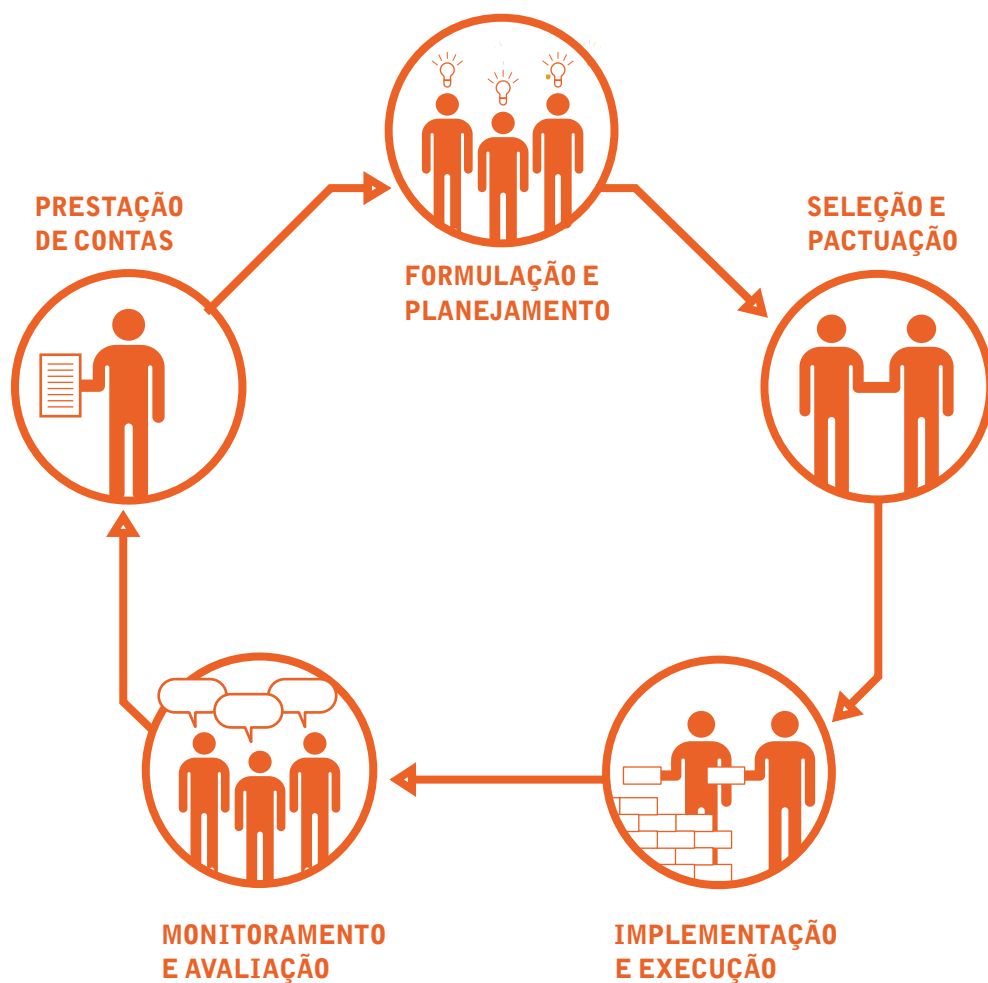 PRESTAÇÃO
DE CONTAS
FORMULAÇÃO E
PLANEJAMENTO
SELEÇÃO E
PACTUAÇÃO
MONITORAMENTO
E AVALIAÇÃO
IMPLEMENTAÇÃO
E EXECUÇÃO